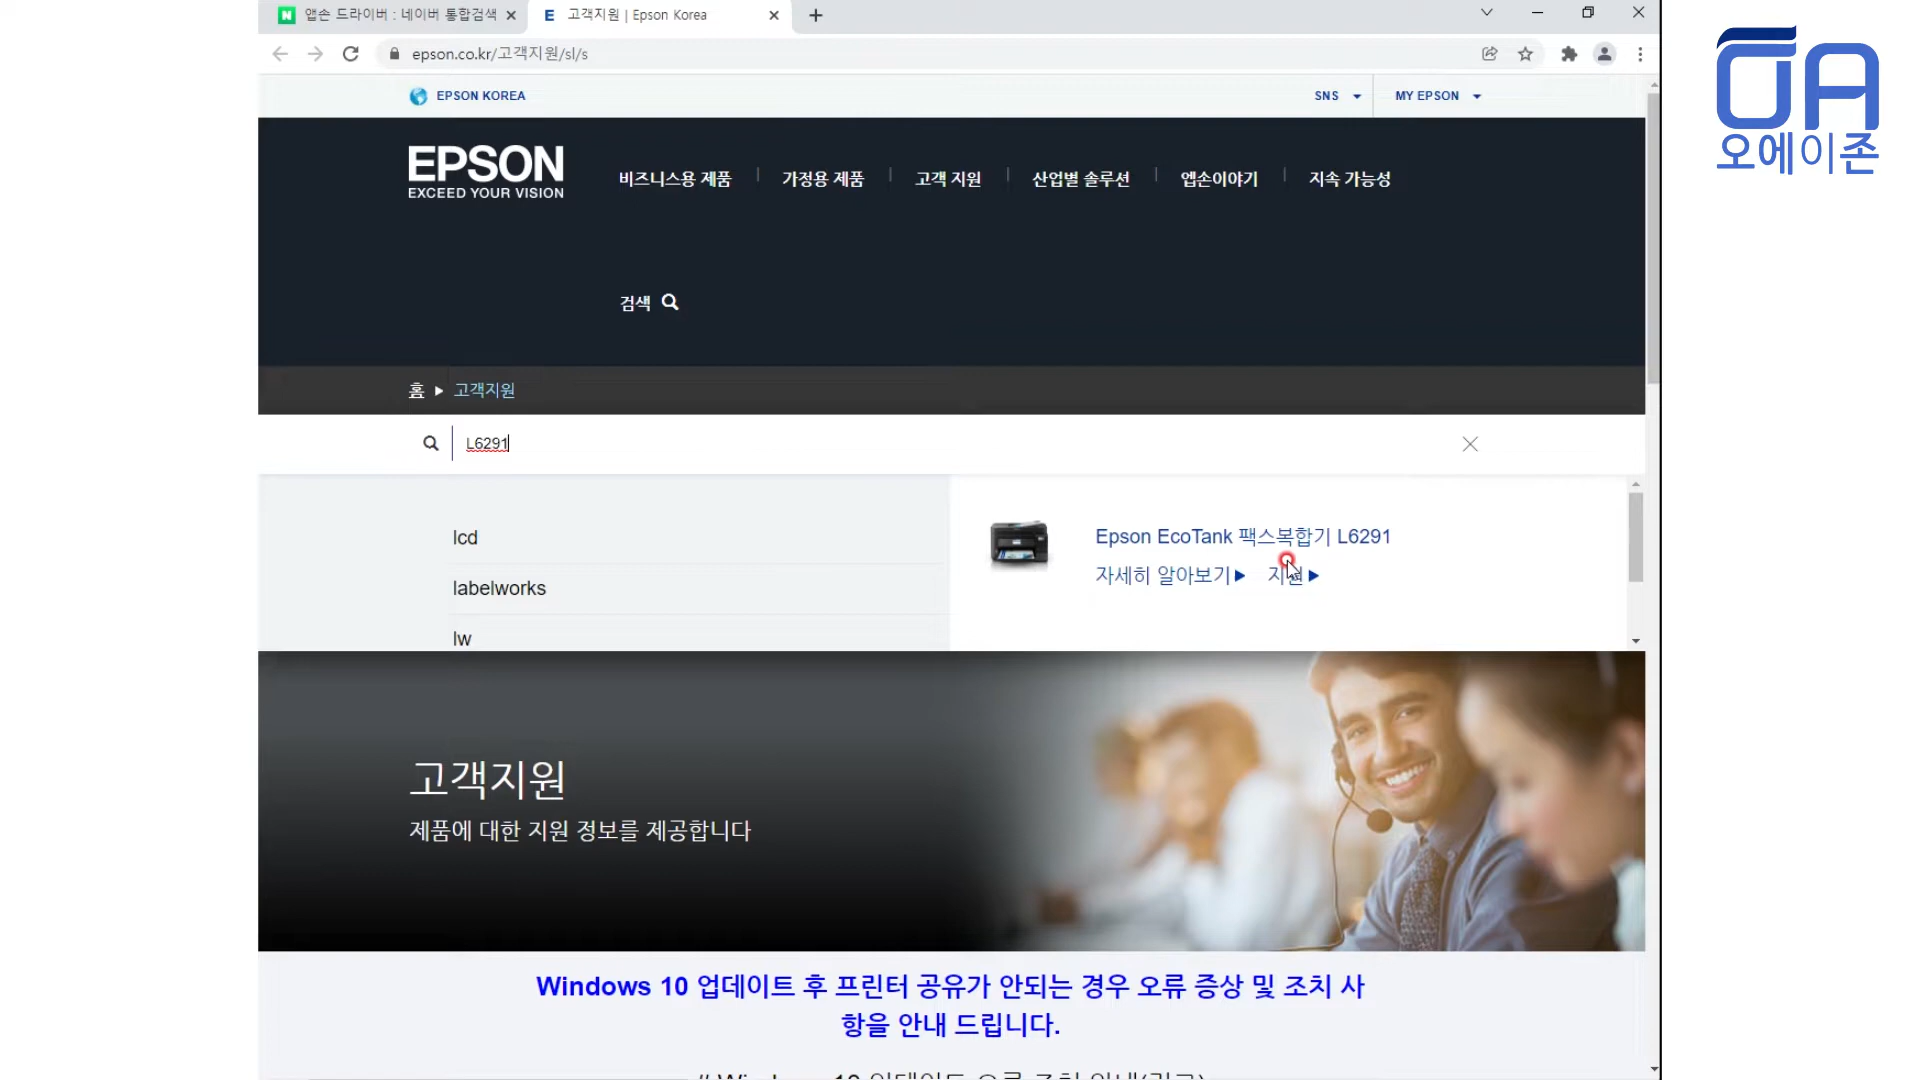 앱손 드라이버 : 네이버 통합검색
고객지원 | Epson Korea
epson.co.kr/고객지원/sl/s
EPSON KOREA
SNS
MY EPSON
EPSON
EXCEED YOUR VISION
비즈니스용 제품
가정용 제품
고객 지원
산업별 솔루션
엡손이야기
지속 가능성
검색
홈 ▶ 고객지원
L6291
lcd
labelworks
lw
Epson EcoTank 팩스복합기 L6291
자세히 알아보기▶ 지원▶
고객지원
제품에 대한 지원 정보를 제공합니다
Windows 10 업데이트 후 프린터 공유가 안되는 경우 오류 증상 및 조치 사
항을 안내 드립니다.
OA
오에이존